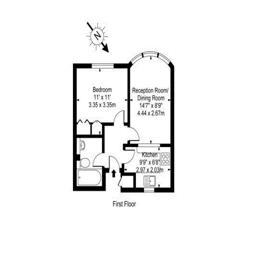 N
Bedroom
11' x 11'
3.35 x 3.35m
Reception Room/
Dining Room
14'7" x 8'9"
4.44 x 2.67m
Kitchen
9'9" x 6'8"
2.97 x 2.03m
First Floor